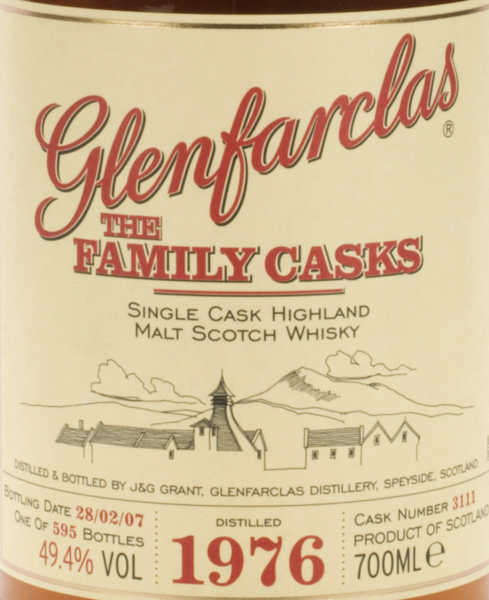 Glenfarclas®
THE
FAMILY CASKS
SINGLE CASK HIGHLAND
MALT SCOTCH WHISKY
DISTILLED & BOTTLED BY J&G GRANT, GLENFARCLAS DISTILLERY, SPEYSIDE, SCOTLAND
BOTTLING DATE 28/02/07
ONE OF 595 BOTTLES
49.4% VOL
DISTILLED
1976
CASK NUMBER 3111
PRODUCT OF SCOTLAND
700ML e